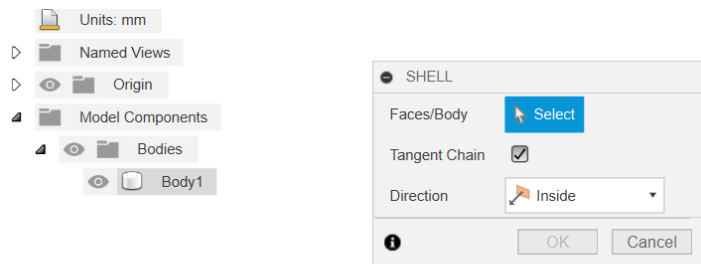 Units: mm
Named Views
Origin
Model Components
Bodies
Body1
SHELL
Faces/Body Select
Tangent Chain
Direction Inside
OK Cancel